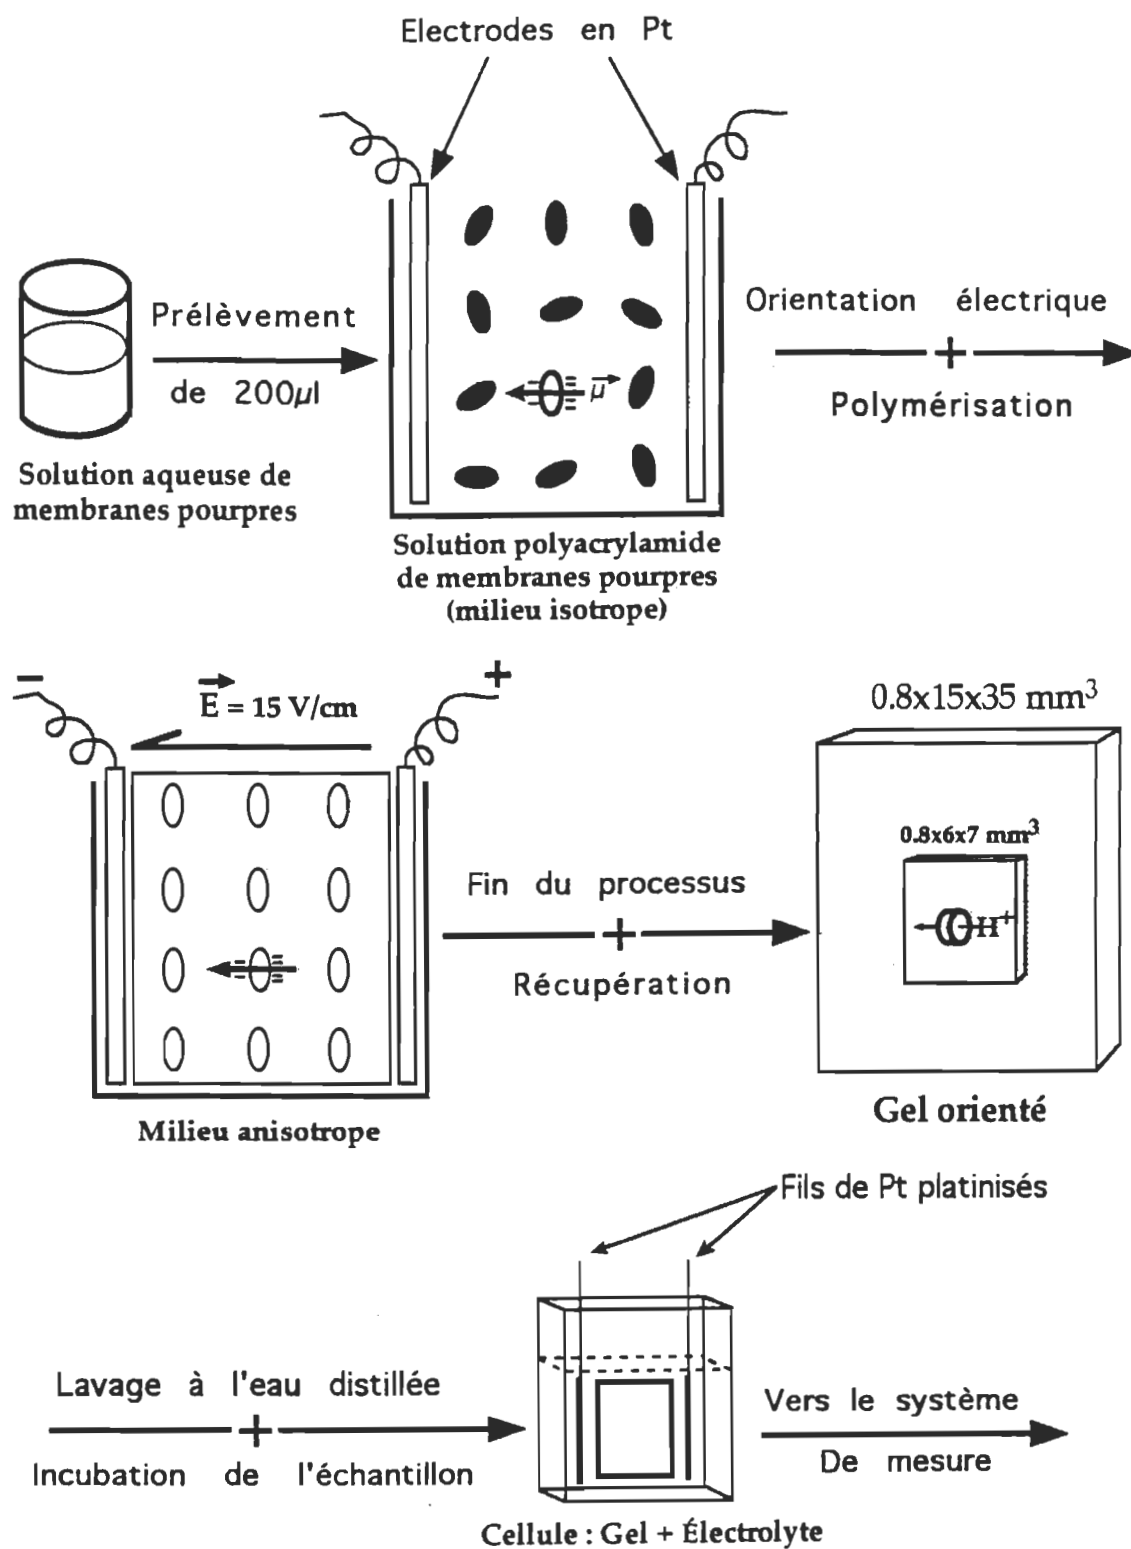 Electrodes en Pt
Prélèvement
de 200µl
Solution aqueuse de
membranes pourpres
µ
Solution polyacrylamide
de membranes pourpres
(milieu isotrope)
Orientation électrique
+
Polymérisation
−
E = 15 V/cm
+
Milieu anisotrope
Fin du processus
+
Récupération
0.8x15x35 mm³
0.8x6x7 mm³
H⁺
Gel orienté
Fils de Pt platinisés
Lavage à l'eau distillée
+
Incubation de l'échantillon
Cellule : Gel + Électrolyte
Vers le système
De mesure